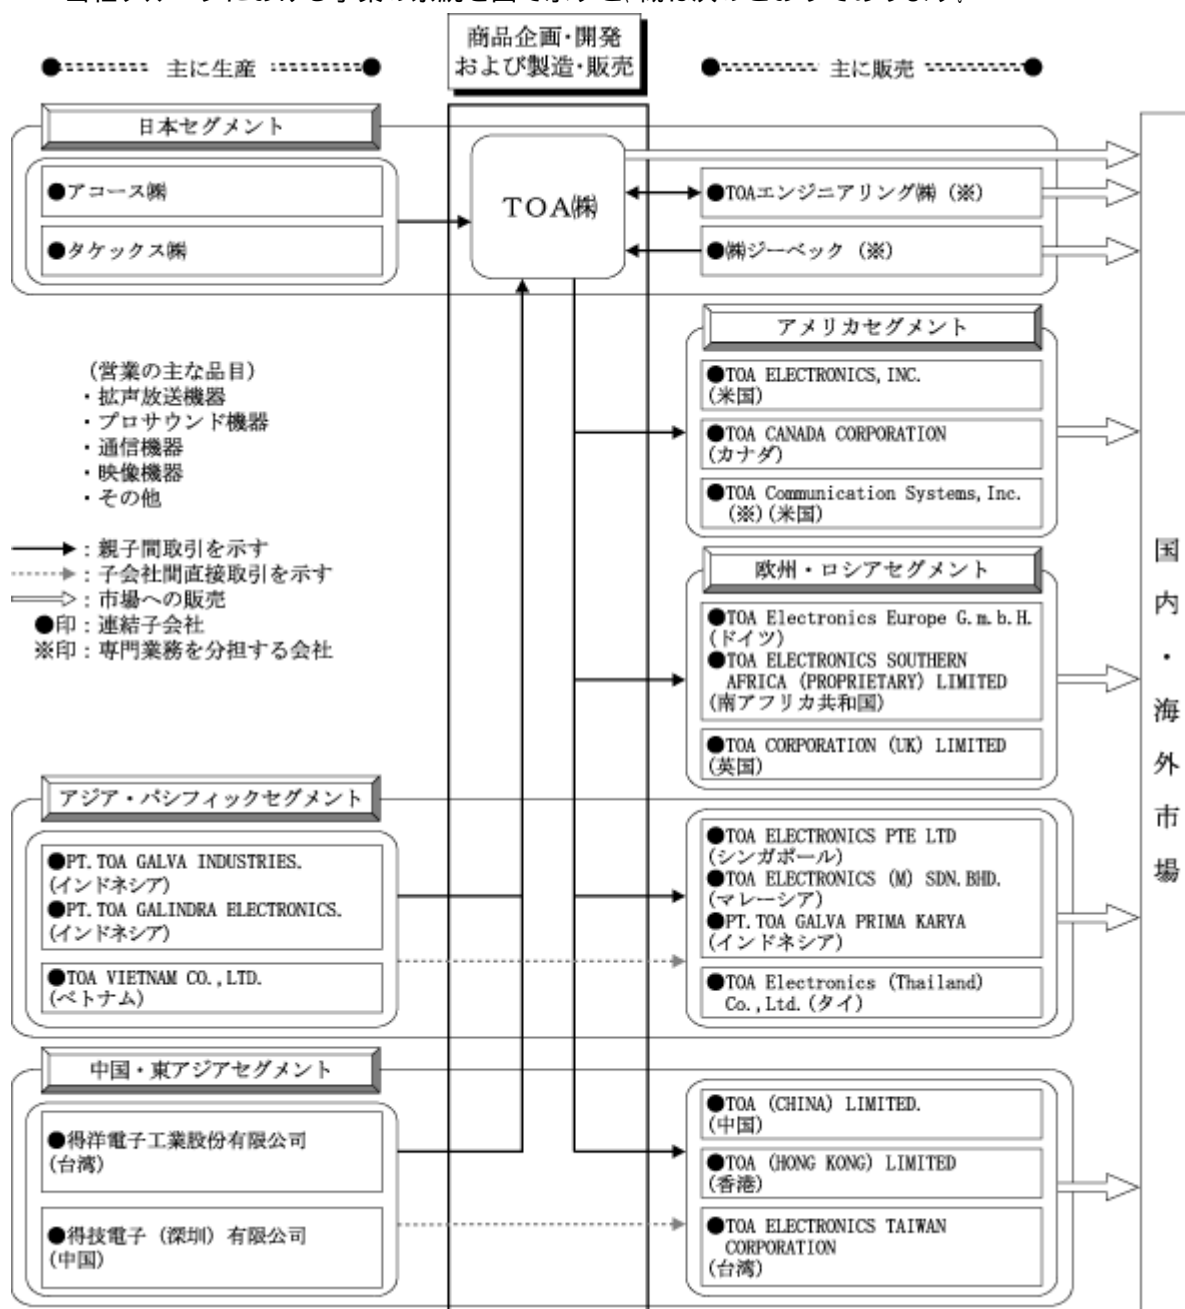 商品企画・開発
および製造・販売
主に生産
主に販売
日本セグメント
●アコース㈱
●タケックス㈱
TOA㈱
●TOAエンジニアリング㈱（※）
●㈱ジーベック（※）
アメリカセグメント
●TOA ELECTRONICS, INC.
(米国)
●TOA CANADA CORPORATION
(カナダ)
●TOA Communication Systems, Inc.
(※)(米国)
(営業の主な品目)
・拡声放送機器
・プロサウンド機器
・通信機器
・映像機器
・その他
：親子間取引を示す
：子会社間直接取引を示す
：市場への販売
●印：連結子会社
※印：専門業務を分担する会社
欧州・ロシアセグメント
●TOA Electronics Europe G.m.b.H.
(ドイツ)
●TOA ELECTRONICS SOUTHERN
AFRICA (PROPRIETARY) LIMITED
(南アフリカ共和国)
●TOA CORPORATION (UK) LIMITED
(英国)
アジア・パシフィックセグメント
●PT. TOA GALVA INDUSTRIES.
(インドネシア)
●PT. TOA GALINDRA ELECTRONICS.
(インドネシア)
●TOA VIETNAM CO., LTD.
(ベトナム)
●TOA ELECTRONICS PTE LTD
(シンガポール)
●TOA ELECTRONICS (M) SDN. BHD.
(マレーシア)
●PT. TOA GALVA PRIMA KARYA
(インドネシア)
●TOA Electronics (Thailand)
Co., Ltd. (タイ)
中国・東アジアセグメント
●得洋電子工業股份有限公司
(台湾)
●得技電子（深圳）有限公司
(中国)
●TOA (CHINA) LIMITED.
(中国)
●TOA (HONG KONG) LIMITED
(香港)
●TOA ELECTRONICS TAIWAN
CORPORATION
(台湾)
国内・海外市場